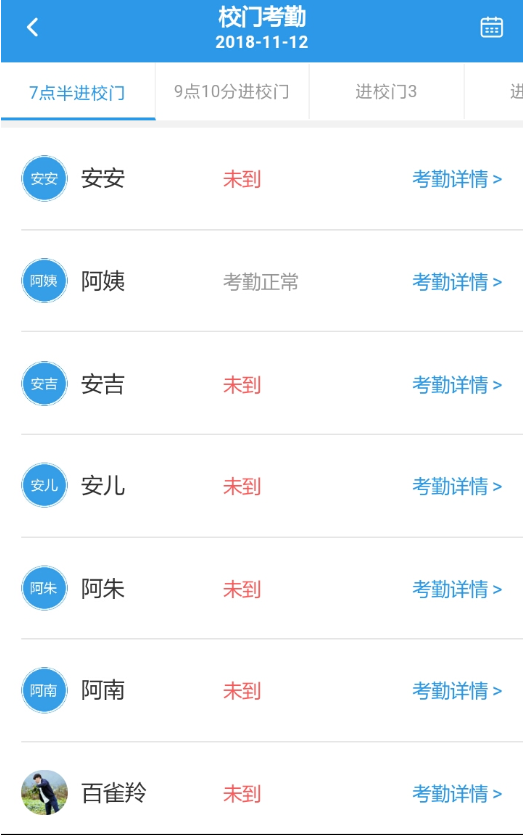 校门考勤
2018-11-12
7点半进校门 9点10分进校门 进校门3 进
安安 安安 未到 考勤详情 >
阿姨 阿姨 考勤正常 考勤详情 >
安吉 安吉 未到 考勤详情 >
安儿 安儿 未到 考勤详情 >
阿朱 阿朱 未到 考勤详情 >
阿南 阿南 未到 考勤详情 >
百雀羚 未到 考勤详情 >